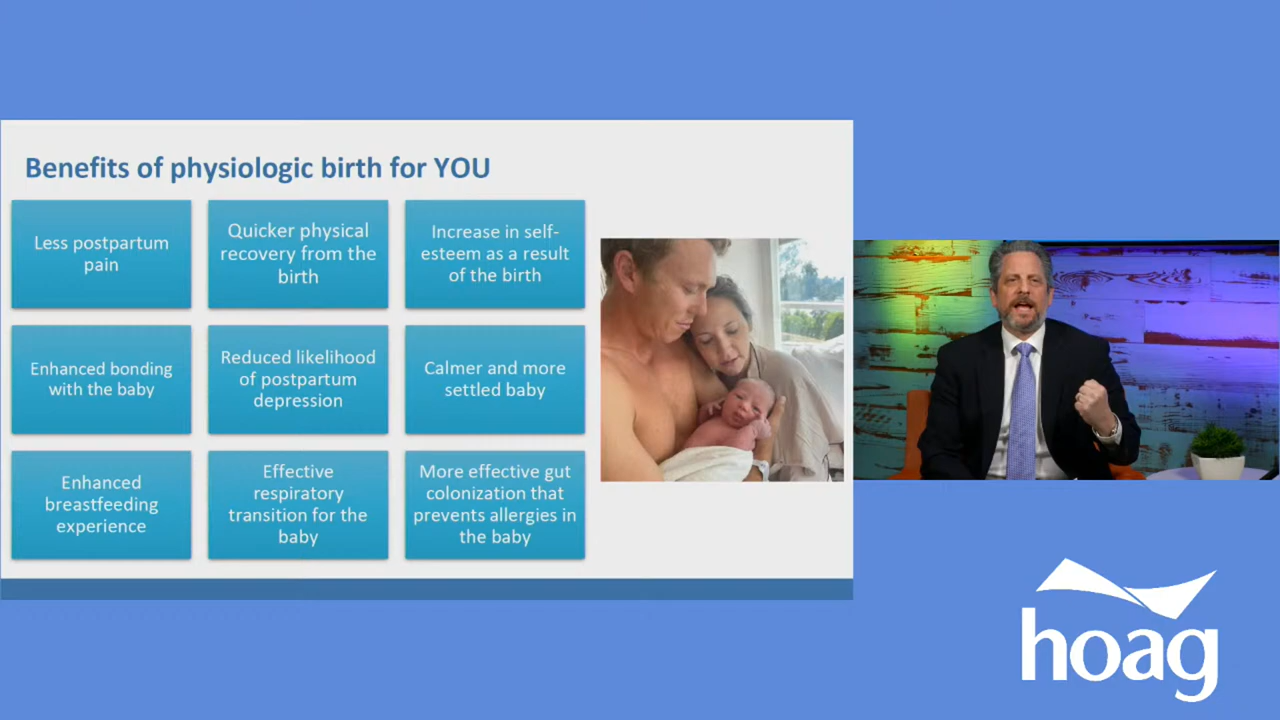 Benefits of physiologic birth for YOU
Less postpartum
pain
Quicker physical
recovery from the
birth
Increase in self-
esteem as a result
of the birth
Enhanced bonding
with the baby
Reduced likelihood
of postpartum
depression
Calmer and more
settled baby
Enhanced
breastfeeding
experience
Effective
respiratory
transition for the
baby
More effective gut
colonization that
prevents allergies in
the baby
hoag